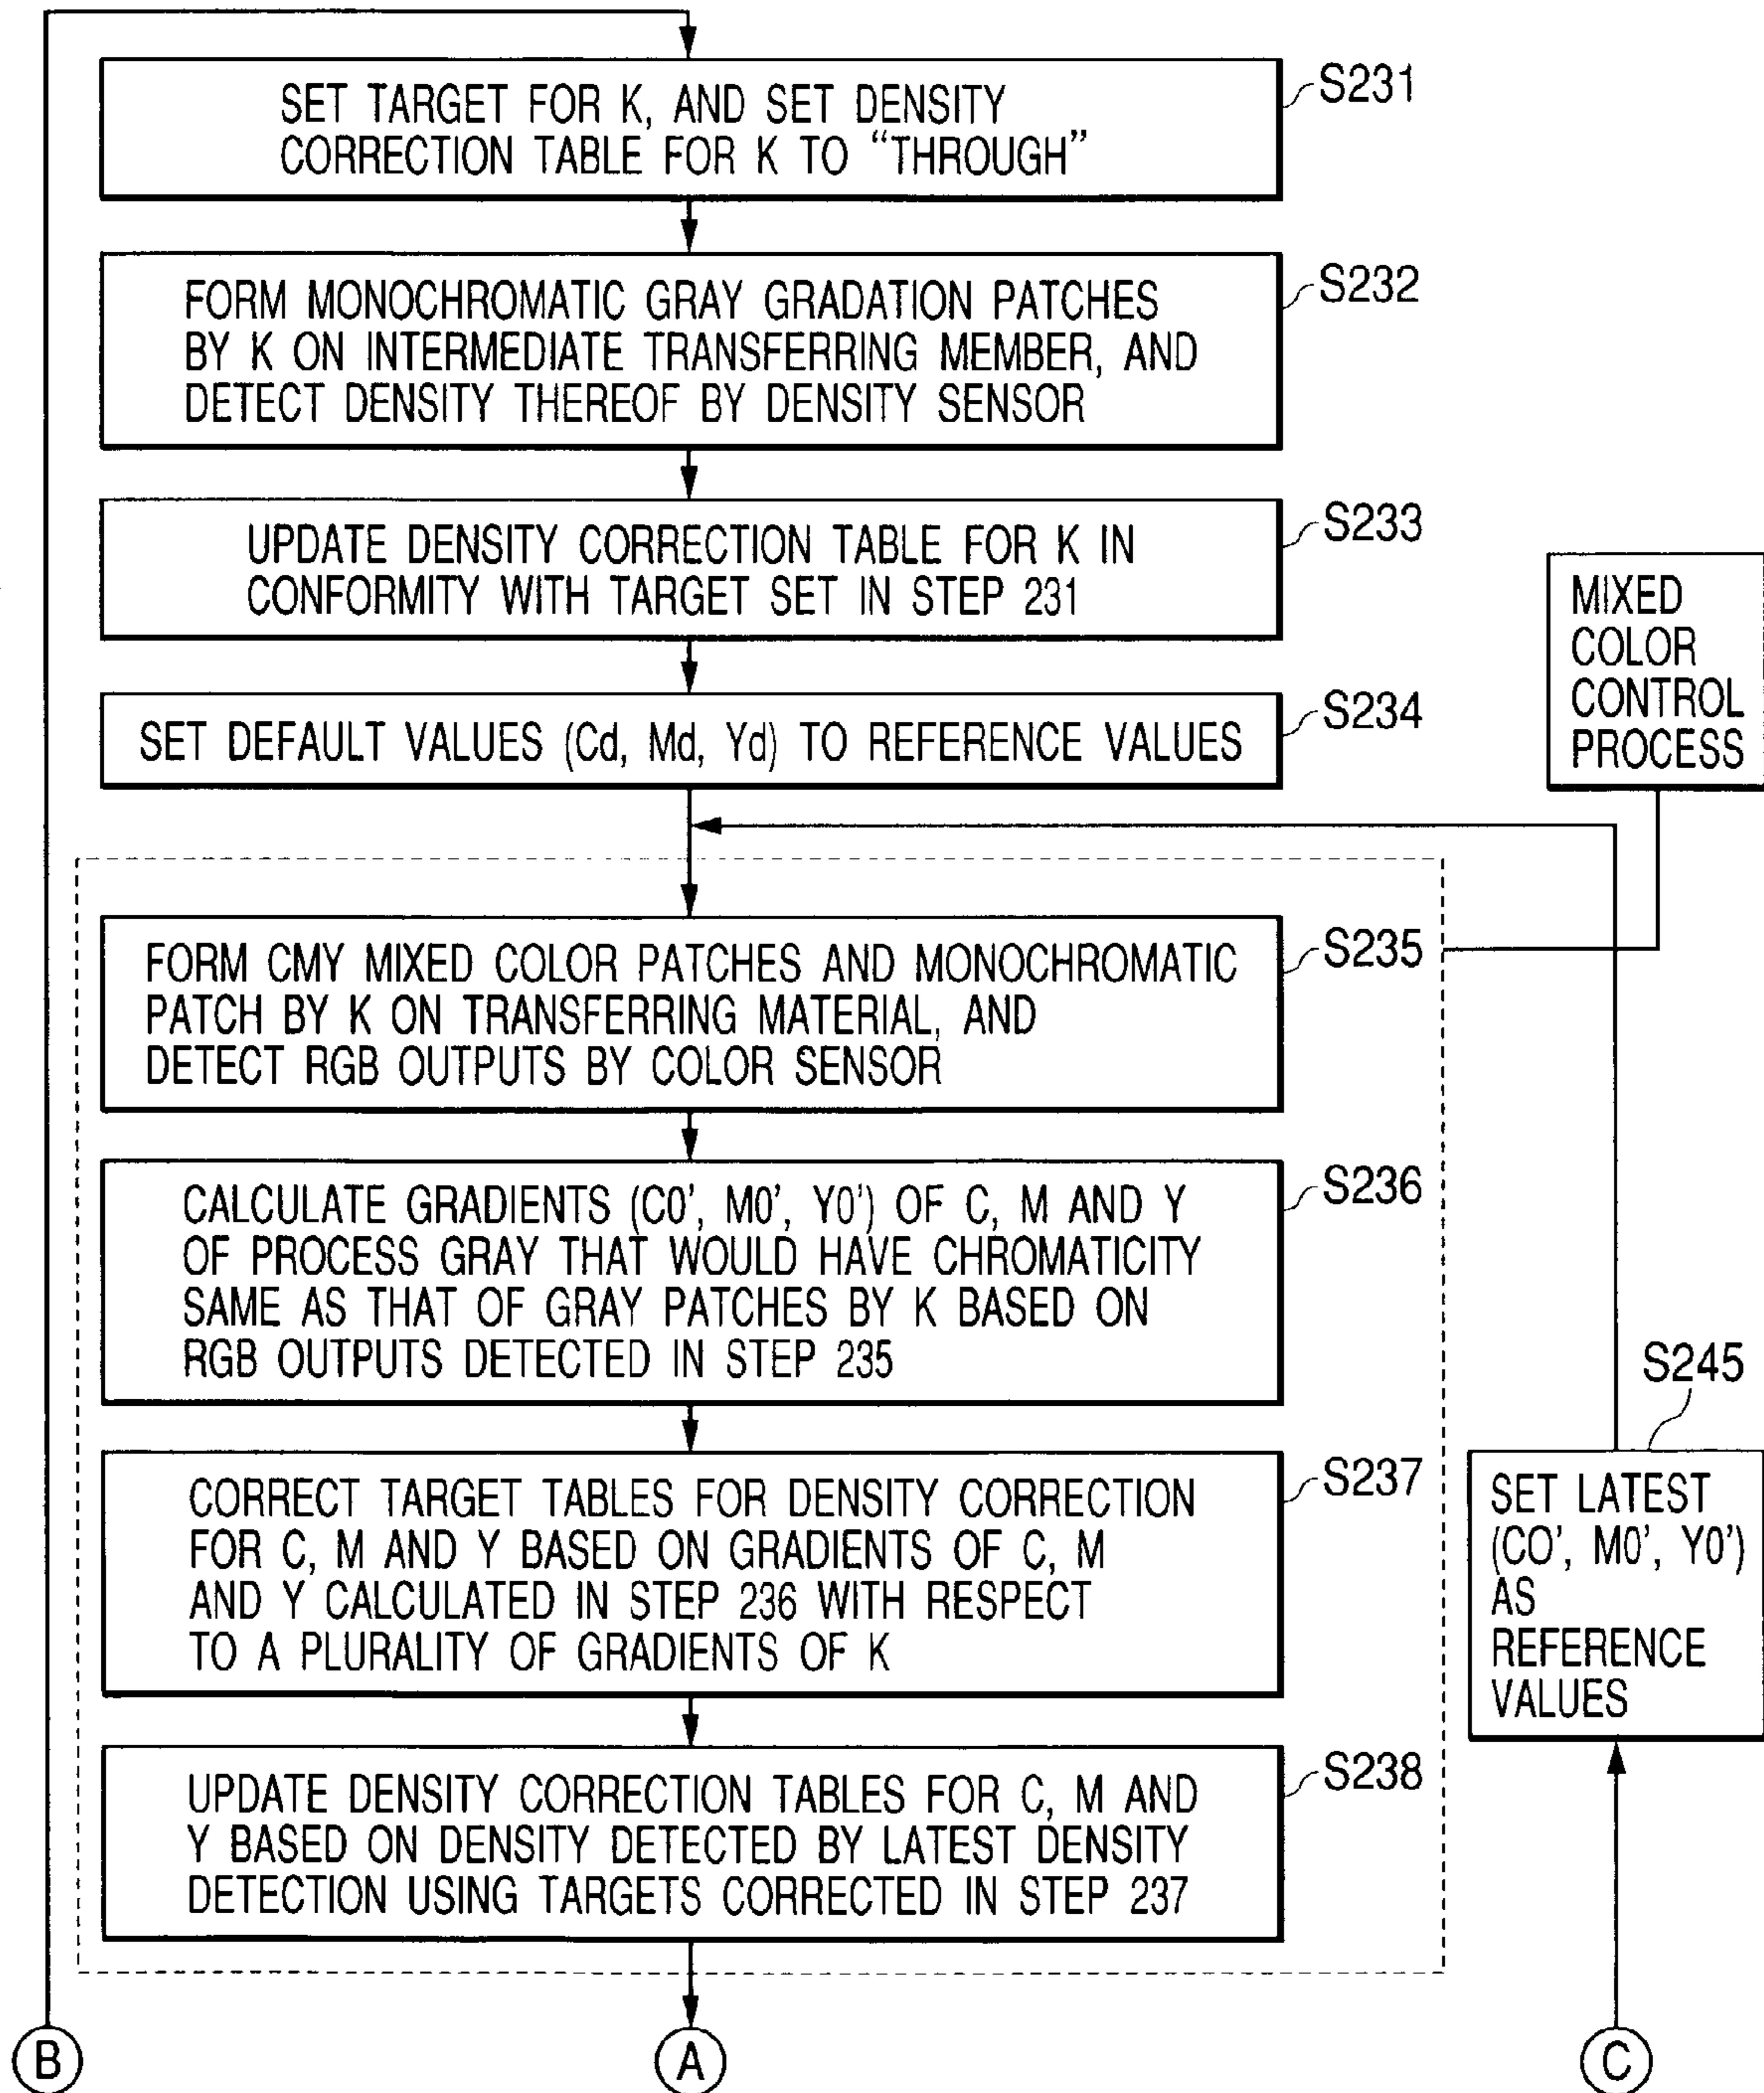 SET TARGET FOR K, AND SET DENSITY
CORRECTION TABLE FOR K TO “THROUGH”
S231
FORM MONOCHROMATIC GRAY GRADATION PATCHES
BY K ON INTERMEDIATE TRANSFERRING MEMBER, AND
DETECT DENSITY THEREOF BY DENSITY SENSOR
S232
UPDATE DENSITY CORRECTION TABLE FOR K IN
CONFORMITY WITH TARGET SET IN STEP 231
S233
MIXED
COLOR
CONTROL
PROCESS
SET DEFAULT VALUES (Cd, Md, Yd) TO REFERENCE VALUES
S234
FORM CMY MIXED COLOR PATCHES AND MONOCHROMATIC
PATCH BY K ON TRANSFERRING MATERIAL, AND
DETECT RGB OUTPUTS BY COLOR SENSOR
S235
CALCULATE GRADIENTS (C0’, M0’, Y0’) OF C, M AND Y
OF PROCESS GRAY THAT WOULD HAVE CHROMATICITY
SAME AS THAT OF GRAY PATCHES BY K BASED ON
RGB OUTPUTS DETECTED IN STEP 235
S236
CORRECT TARGET TABLES FOR DENSITY CORRECTION
FOR C, M AND Y BASED ON GRADIENTS OF C, M
AND Y CALCULATED IN STEP 236 WITH RESPECT
TO A PLURALITY OF GRADIENTS OF K
S237
S245
SET LATEST
(CO’, M0’, Y0’)
AS
REFERENCE
VALUES
UPDATE DENSITY CORRECTION TABLES FOR C, M AND
Y BASED ON DENSITY DETECTED BY LATEST DENSITY
DETECTION USING TARGETS CORRECTED IN STEP 237
S238
B
A
C